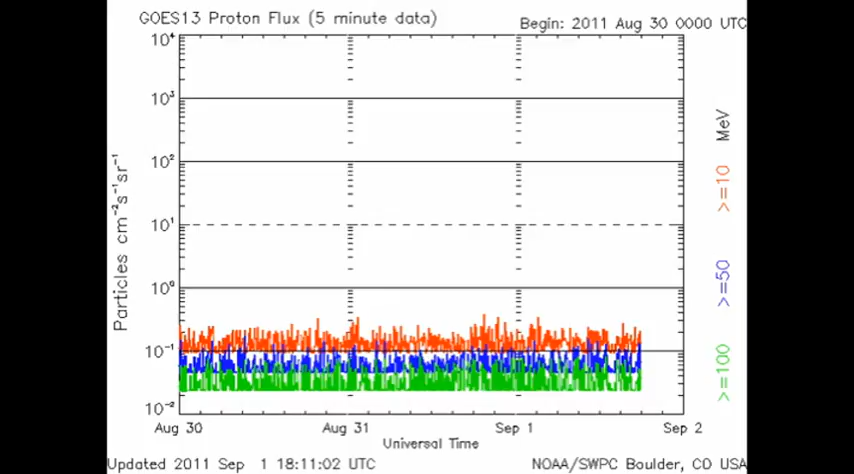 GOES13 Proton Flux (5 minute data)
Begin: 2011 Aug 30 0000 UTC
10⁴
10³
10²
10¹
10⁰
10⁻¹
10⁻²
Particles cm⁻²s⁻¹sr⁻¹
Aug 30
Aug 31
Sep 1
Sep 2
Universal Time
>=10
>=50
>=100
MeV
Updated 2011 Sep 1 18:11:02 UTC
NOAA/SWPC Boulder, CO USA